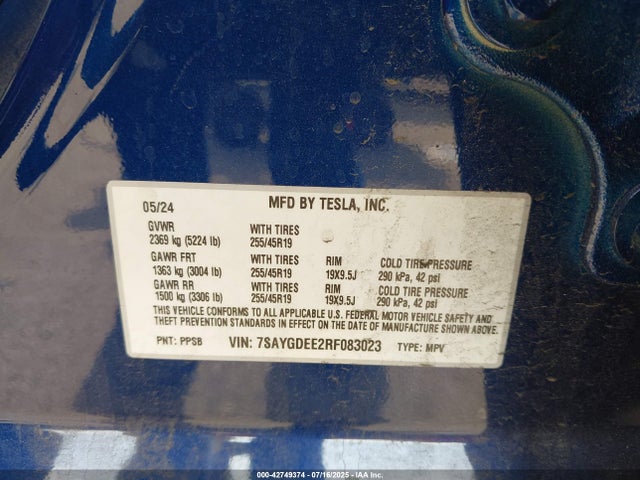 05/24 MFD BY TESLA, INC.
GVWR WITH TIRES
2369 kg (5224 lb) 255/45R19
GAWR FRT WITH TIRES RIM COLD TIRE PRESSURE
1363 kg (3004 lb) 255/45R19 19X9.5J 290 kPa, 42 psi
GAWR RR WITH TIRES RIM COLD TIRE PRESSURE
1500 kg (3306 lb) 255/45R19 19X9.5J 290 kPa, 42 psi
THIS VEHICLE CONFORMS TO ALL APPLICABLE U.S. FEDERAL MOTOR VEHICLE SAFETY AND
THEFT PREVENTION STANDARDS IN EFFECT ON THE DATE OF MANUFACTURE SHOWN ABOVE.
PNT: PPSB VIN: 7SAYGDEE2RF083023 TYPE: MPV
000-42749374 | 07/16/2025 | © IAA Inc.